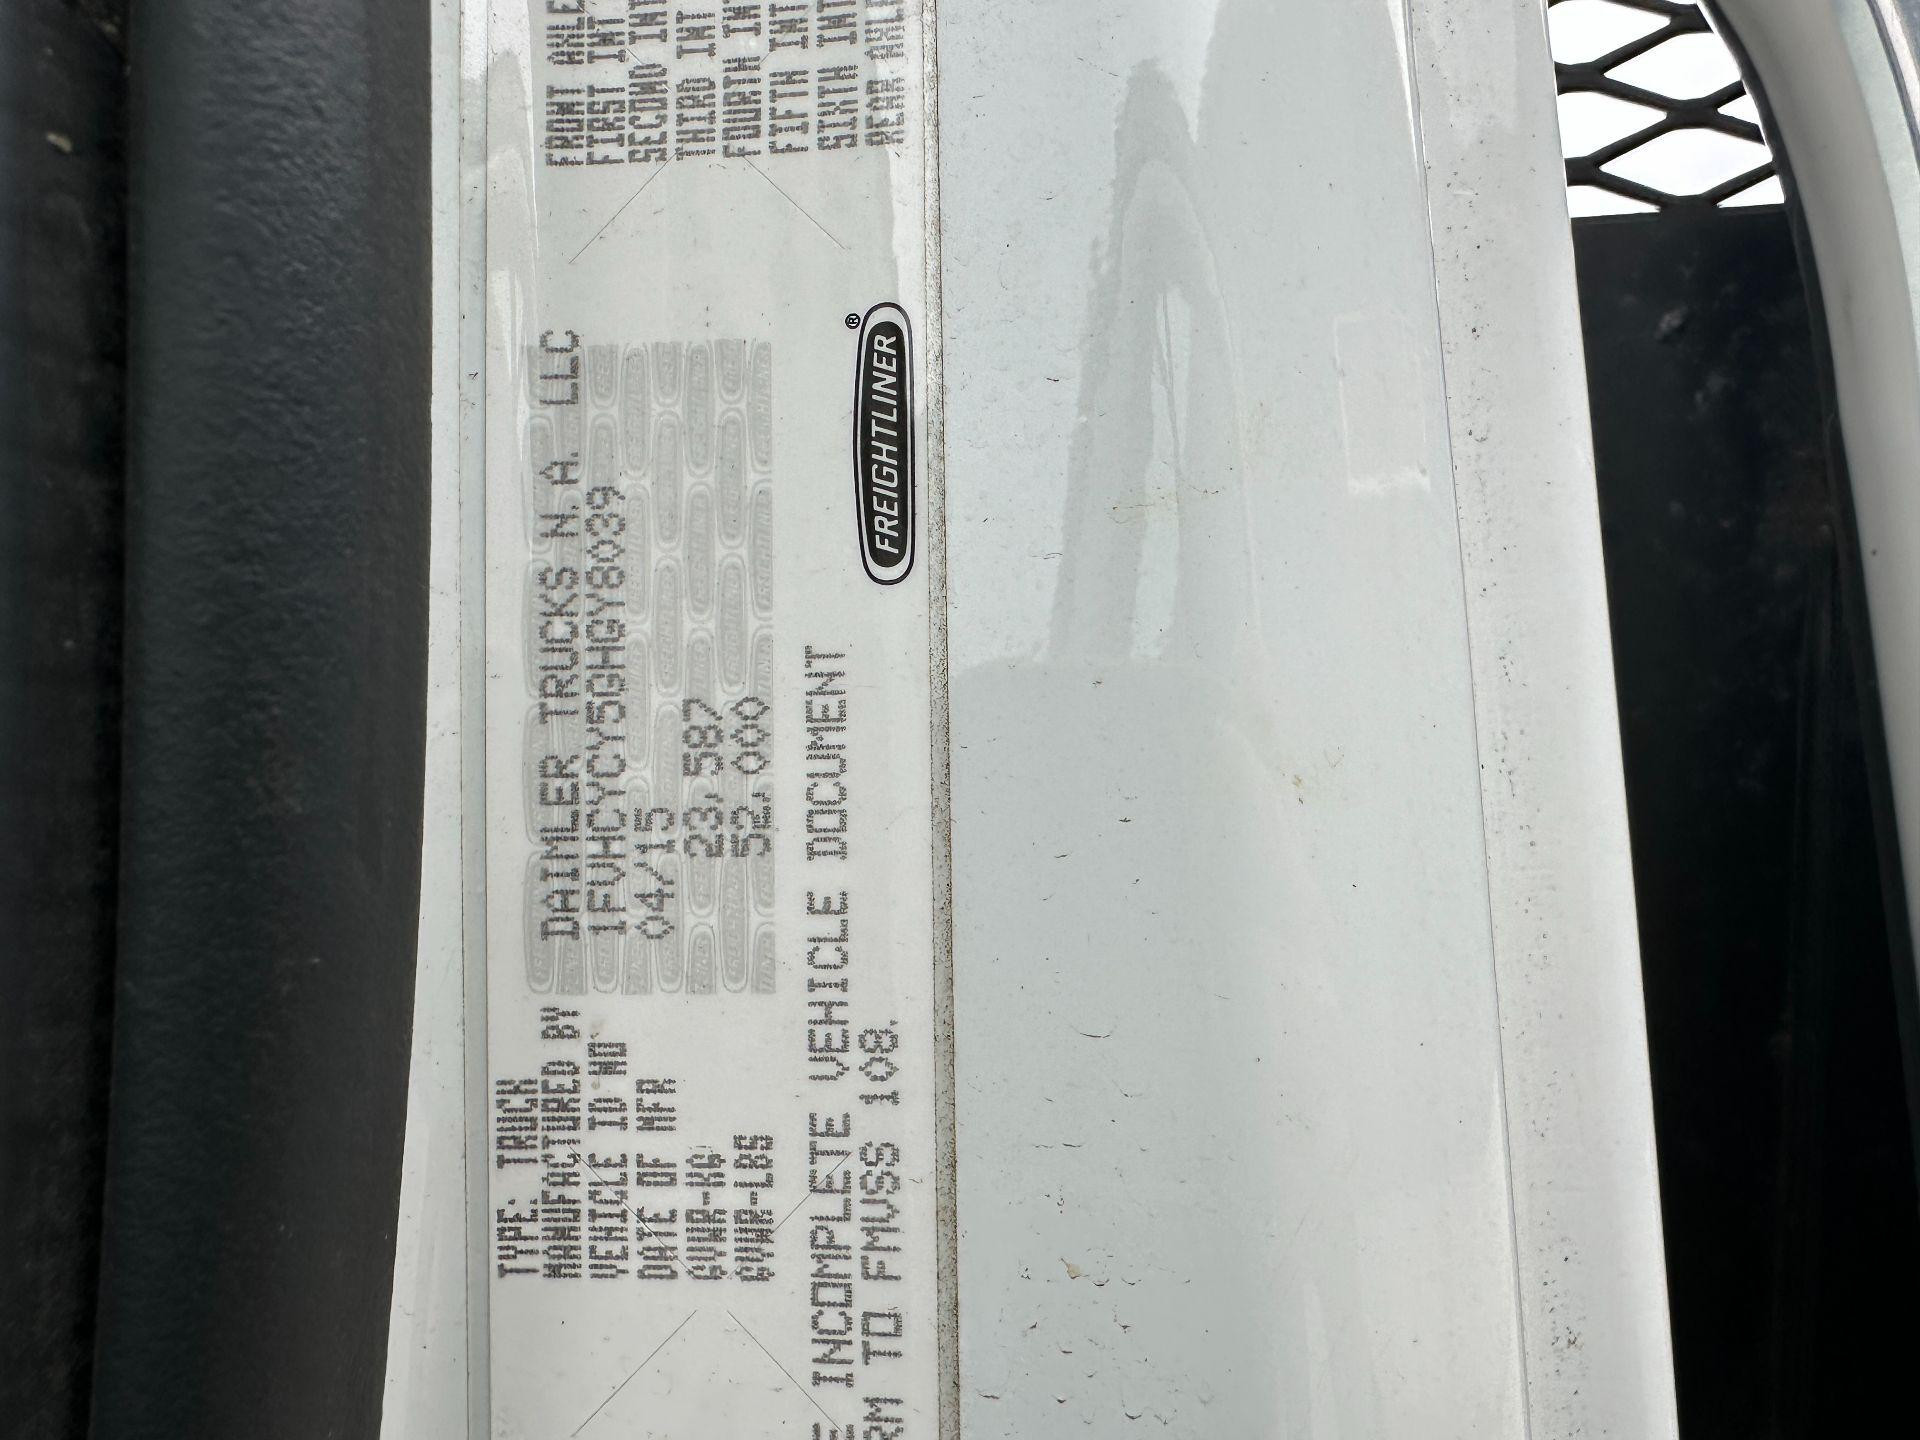 TYPE: TRUCK
MANUFACTURED BY DAIMLER TRUCKS N.A. LLC FRONT AXLE
VEHICLE ID NO 1FVHCYCY5GHGY8039 FIRST INT
DATE OF MFR 04/15 SECOND INT
GVWR-KG 23,587 THIRD INT
GVWR-LBS 52,000 FOURTH INT
FIFTH INT
E INCOMPLETE VEHICLE DOCUMENT SIXTH INT
RM TO FMVSS 108. FREIGHTLINER® REAR AXLE